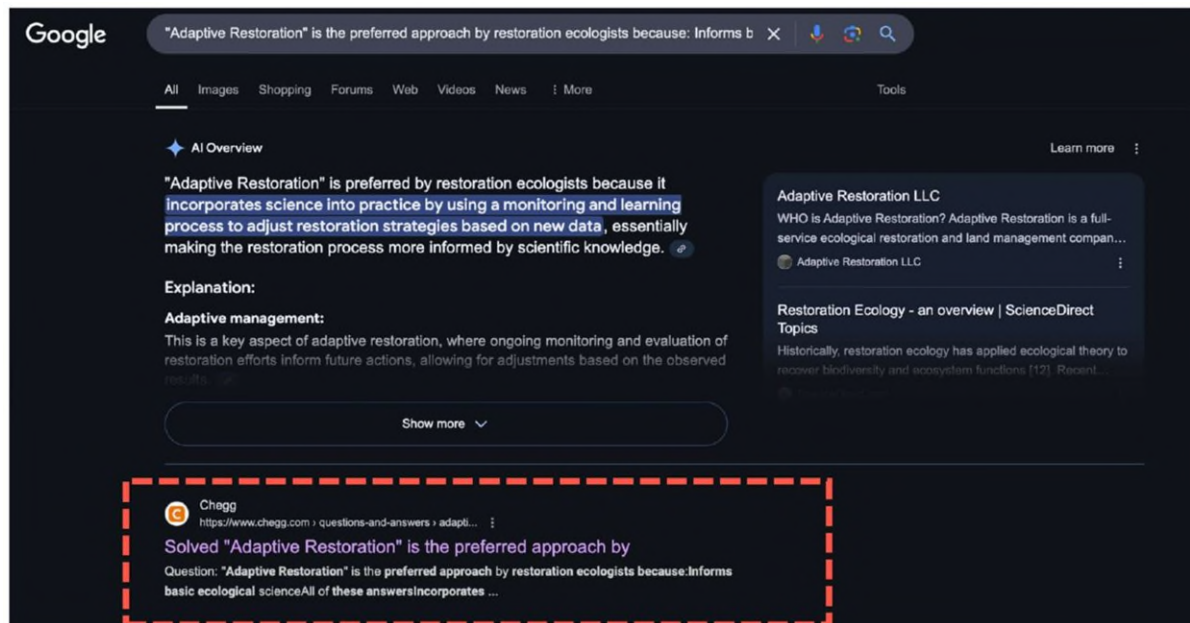 Google
"Adaptive Restoration" is the preferred approach by restoration ecologists because: Informs b
All Images Shopping Forums Web Videos News More Tools
AI Overview
Learn more
"Adaptive Restoration" is preferred by restoration ecologists because it
incorporates science into practice by using a monitoring and learning
process to adjust restoration strategies based on new data, essentially
making the restoration process more informed by scientific knowledge.
Explanation:
Adaptive management:
This is a key aspect of adaptive restoration, where ongoing monitoring and evaluation of
restoration efforts inform future actions, allowing for adjustments based on the observed
results.
Show more
Adaptive Restoration LLC
WHO is Adaptive Restoration? Adaptive Restoration is a full-
service ecological restoration and land management compan...
Adaptive Restoration LLC
Restoration Ecology - an overview | ScienceDirect
Topics
Historically, restoration ecology has applied ecological theory to
recover biodiversity and ecosystem functions [12]. Recent...
Chegg
https://www.chegg.com › questions-and-answers › adapti...
Solved "Adaptive Restoration" is the preferred approach by
Question: "Adaptive Restoration" is the preferred approach by restoration ecologists because:Informs
basic ecological scienceAll of these answersIncorporates ...